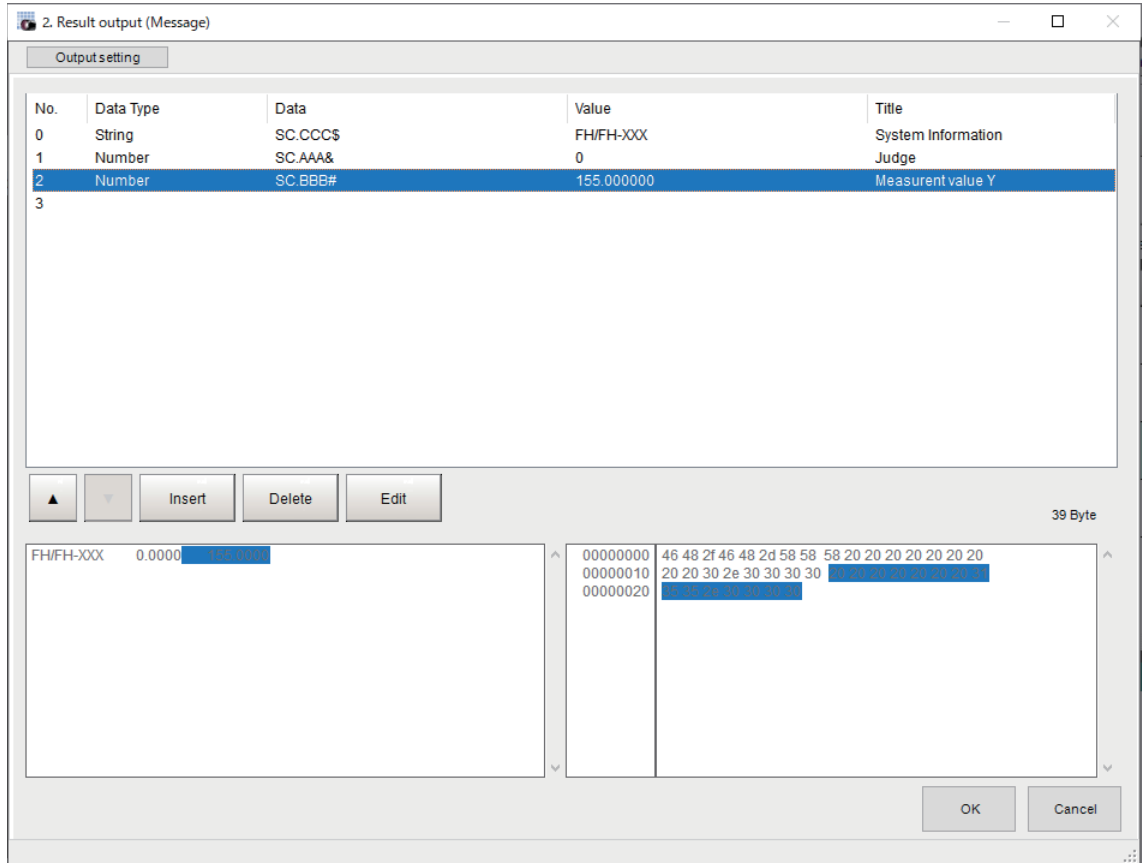 2. Result output (Message)
Output setting
No. Data Type Data Value Title
0 String SC.CCC$ FH/FH-XXX System Information
1 Number SC.AAA& 0 Judge
2 Number SC.BBB# 155.000000 Measurent value Y
3
▲ ▼ Insert Delete Edit
39 Byte
FH/FH-XXX 0.0000 155.0000
00000000 46 48 2f 46 48 2d 58 58 58 20 20 20 20 20 20 20
00000010 20 20 30 2e 30 30 30 30 20 20 20 20 20 20 20 31
00000020 35 35 2e 30 30 30 30
OK Cancel